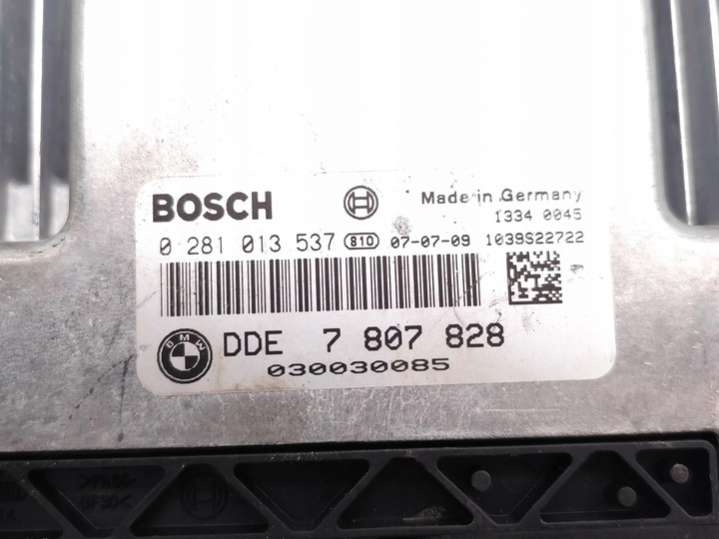 BOSCH Made in Germany
1334 0045
0 281 013 537 810 07-07-09 1039S22722
BMW DDE 7 807 828
030030085